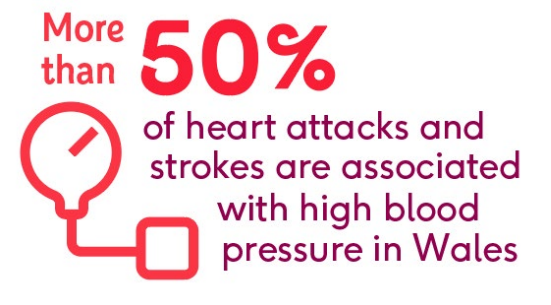 More
than 50%
of heart attacks and
strokes are associated
with high blood
pressure in Wales